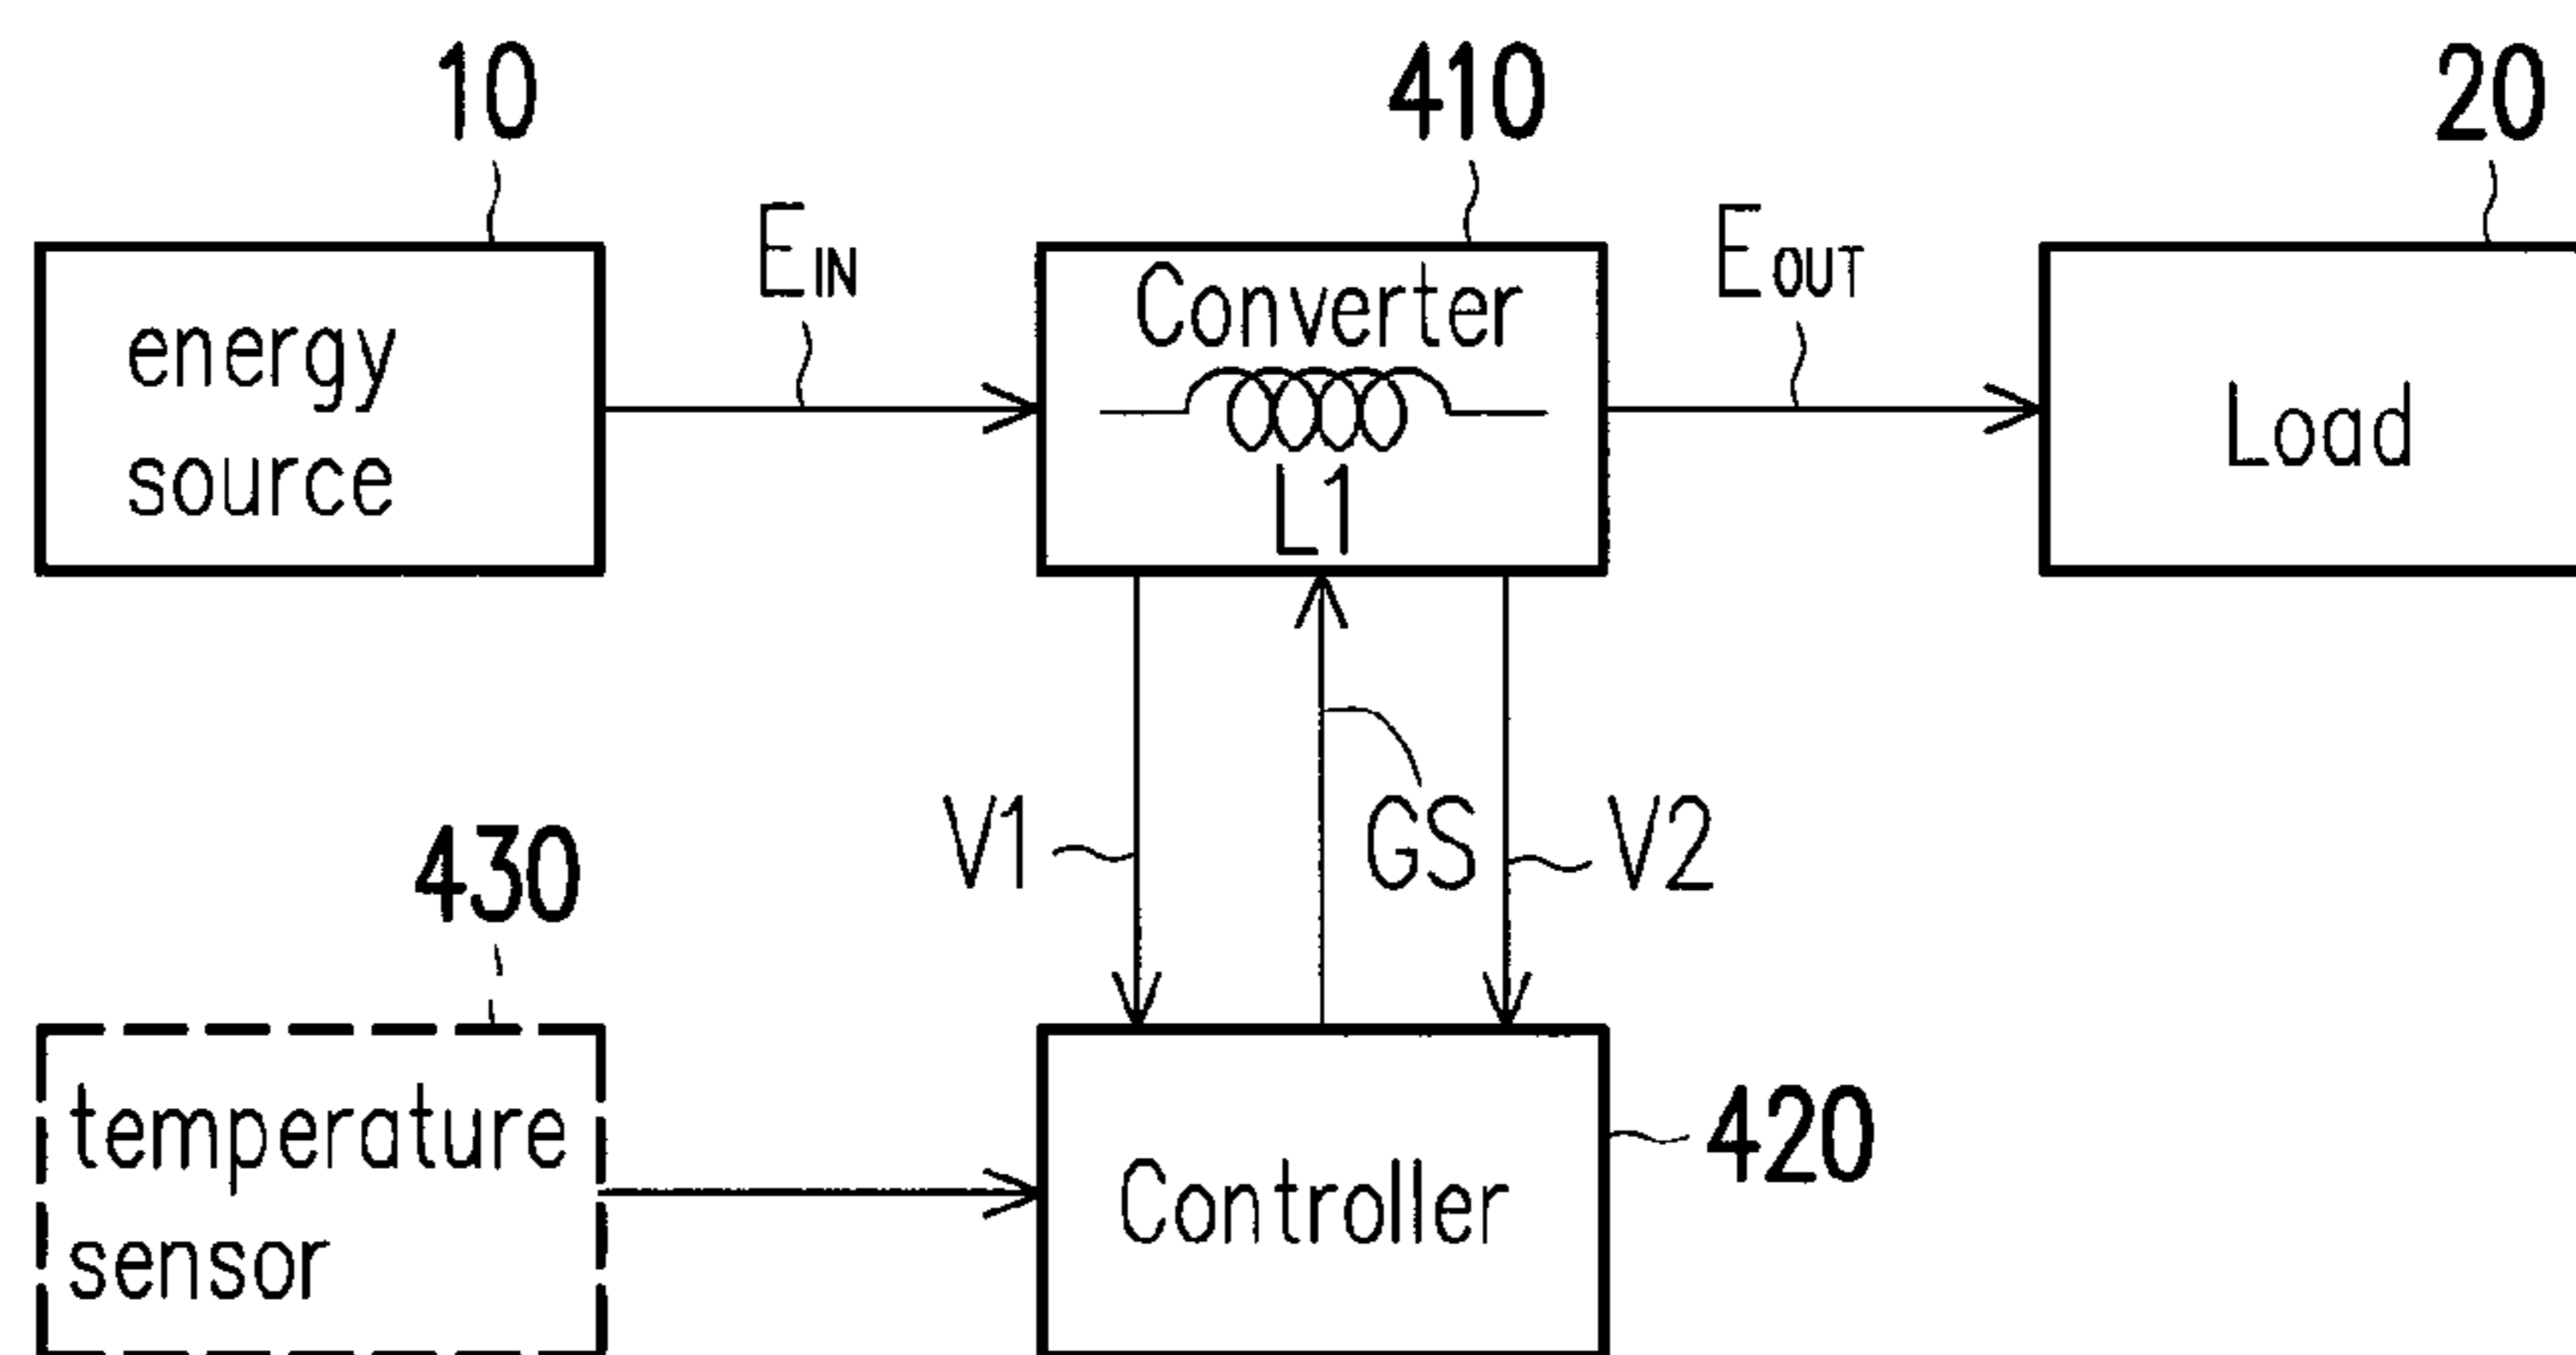 10
410
20
EIN
EOUT
energy
source
Converter
L1
Load
V1
GS
V2
430
temperature
sensor
Controller
420